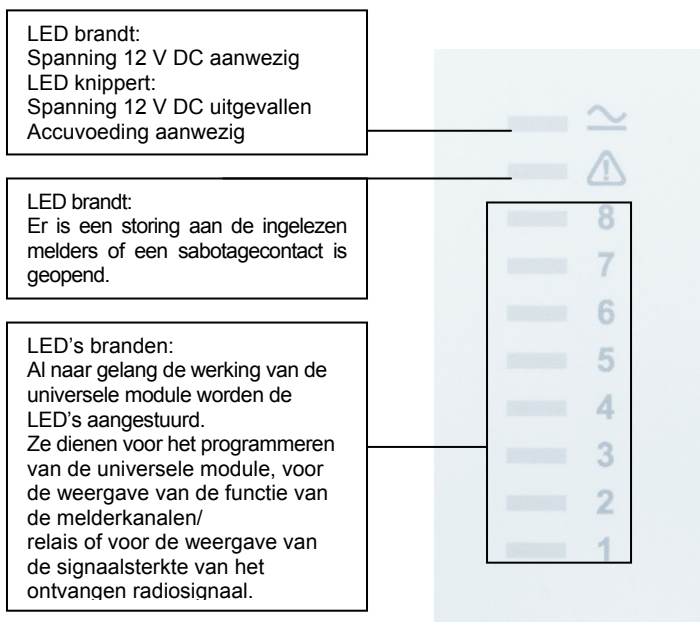 LED brandt:
Spanning 12 V DC aanwezig
LED knippert:
Spanning 12 V DC uitgevallen
Accuvoeding aanwezig
LED brandt:
Er is een storing aan de ingelezen
melders of een sabotagecontact is
geopend.
LED’s branden:
Al naar gelang de werking van de
universele module worden de
LED’s aangestuurd.
Ze dienen voor het programmeren
van de universele module, voor
de weergave van de functie van
de melderkanalen/
relais of voor de weergave van
de signaalsterkte van het
ontvangen radiosignaal.
8
7
6
5
4
3
2
1